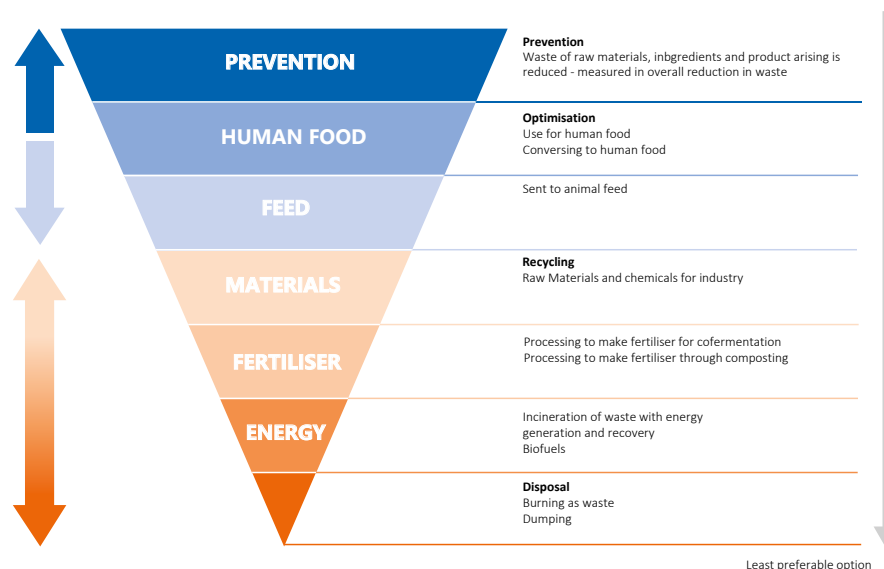 PREVENTION
Prevention
Waste of raw materials, inbgredients and product arising is
reduced - measured in overall reduction in waste
HUMAN FOOD
Optimisation
Use for human food
Conversing to human food
FEED
Sent to animal feed
MATERIALS
Recycling
Raw Materials and chemicals for industry
FERTILISER
Processing to make fertiliser for cofermentation
Processing to make fertiliser through composting
ENERGY
Incineration of waste with energy
generation and recovery
Biofuels
Disposal
Burning as waste
Dumping
Least preferable option